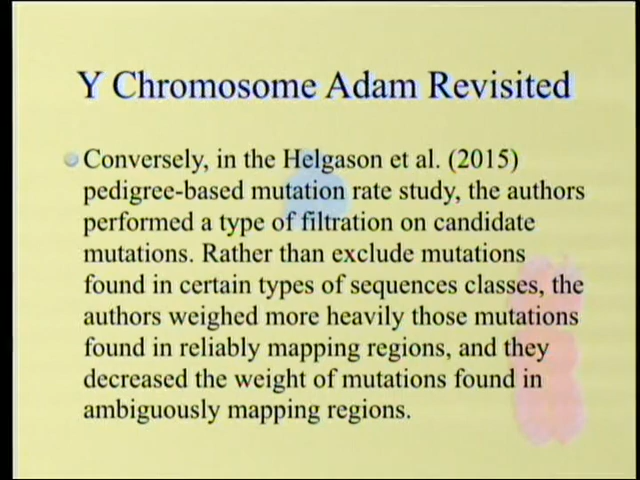 Y Chromosome Adam Revisited
Conversely, in the Helgason et al. (2015)
pedigree-based mutation rate study, the authors
performed a type of filtration on candidate
mutations. Rather than exclude mutations
found in certain types of sequences classes, the
authors weighed more heavily those mutations
found in reliably mapping regions, and they
decreased the weight of mutations found in
ambiguously mapping regions.